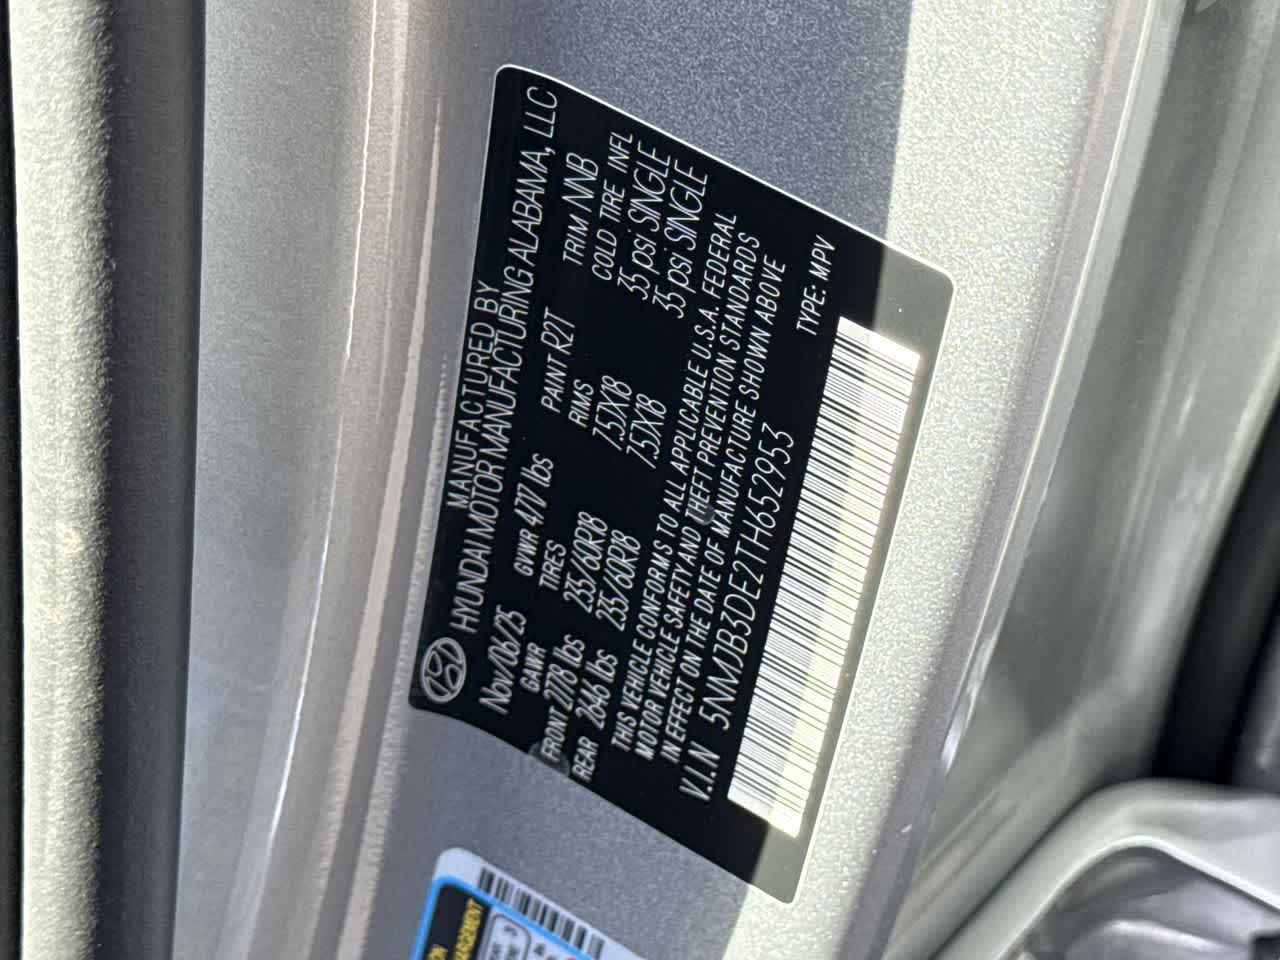 MANUFACTURED BY
HYUNDAI MOTOR MANUFACTURING ALABAMA, LLC
Nov/06/25 GVWR 4717 lbs PAINT R2T TRIM NNB
GAWR TIRES RIMS COLD TIRE INFL
FRONT 2778 lbs 235/60R18 7.5JX18 35 psi SINGLE
REAR 2646 lbs 235/60R18 7.5JX18 35 psi SINGLE
THIS VEHICLE CONFORMS TO ALL APPLICABLE U.S.A. FEDERAL
MOTOR VEHICLE SAFETY AND THEFT PREVENTION STANDARDS
IN EFFECT ON THE DATE OF MANUFACTURE SHOWN ABOVE
V.I.N 5NMJB3DE2TH652953 TYPE: MPV